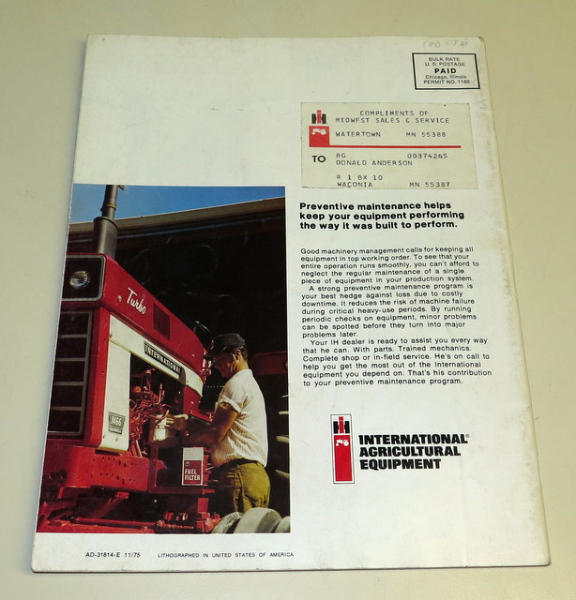 BULK RATE
U. S. POSTAGE
PAID
Chicago, Illinois
PERMIT NO. 1188
COMPLIMENTS OF
MIDWEST SALES & SERVICE
WATERTOWN MN 55388
TO BG 00374265
DONALD ANDERSON
R 1 BX 10
WACONIA MN 55387
Preventive maintenance helps
keep your equipment performing
the way it was built to perform.
Good machinery management calls for keeping all
equipment in top working order. To see that your
entire operation runs smoothly, you can't afford to
neglect the regular maintenance of a single
piece of equipment in your production system.
A strong preventive maintenance program is
your best hedge against loss due to costly
downtime. It reduces the risk of machine failure
during critical heavy-use periods. By running
periodic checks on equipment, minor problems
can be spotted before they turn into major
problems later.
Your IH dealer is ready to assist you every way
that he can. With parts. Trained mechanics.
Complete shop or in-field service. He's on call to
help you get the most out of the International
equipment you depend on. That's his contribution
to your preventive maintenance program.
Turbo
INTERNATIONAL
1466
FUEL
FILTER
IH
INTERNATIONAL®
AGRICULTURAL
EQUIPMENT
AD-31814-E 11/75 LITHOGRAPHED IN UNITED STATES OF AMERICA